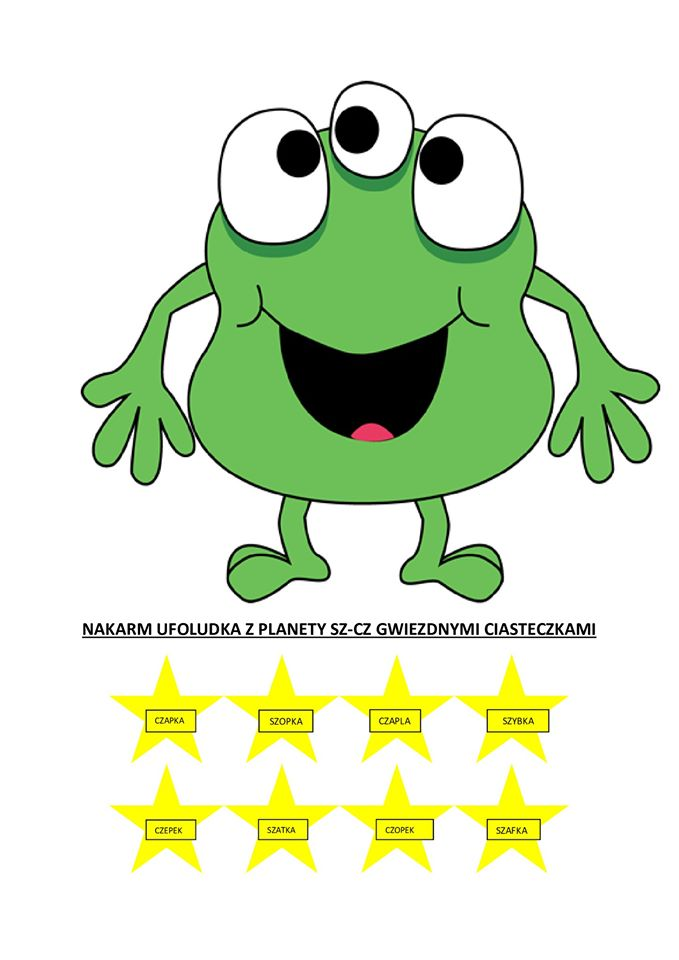 NAKARM UFOLUDKA Z PLANETY SZ-CZ GWIEZDNYMI CIASTECZKAMI
CZAPKA SZOPKA CZAPLA SZYBKA
CZEPEK SZATKA CZOPEK SZAFKA